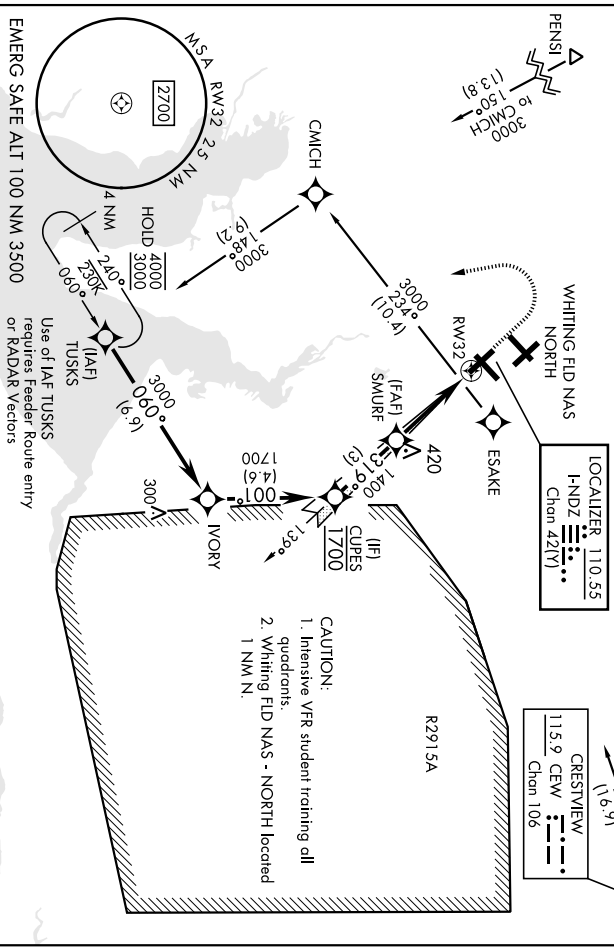 PENSI
3000
150°
to CMICH
(13.8)
MSA RW32 25 NM
2700
EMERG SAFE ALT 100 NM 3500
CMICH
3000
148°
(9.2)
3000
234°
(10.4)
WHITING FLD NAS
NORTH
RW32
ESAKE
LOCALIZER 110.55
I-NDZ
Chan 42(Y)
CRESTVIEW
115.9 CEW
Chan 106
(16.9)
HOLD 4000
3000
4 NM
240°
230K
060°
(IAF)
TUSKS
Use of IAF TUSKS
requires Feeder Route entry
or RADAR Vectors
3000
060°
(6.9)
IVORY
300
1700
001°
(4.6)
(IF)
CUPES
1700
139°
(FAF)
SMURF
420
1400
319°
(3)
R2915A
CAUTION:
1. Intensive VFR student training all
quadrants.
2. Whiting FLD NAS - NORTH located
1 NM N.